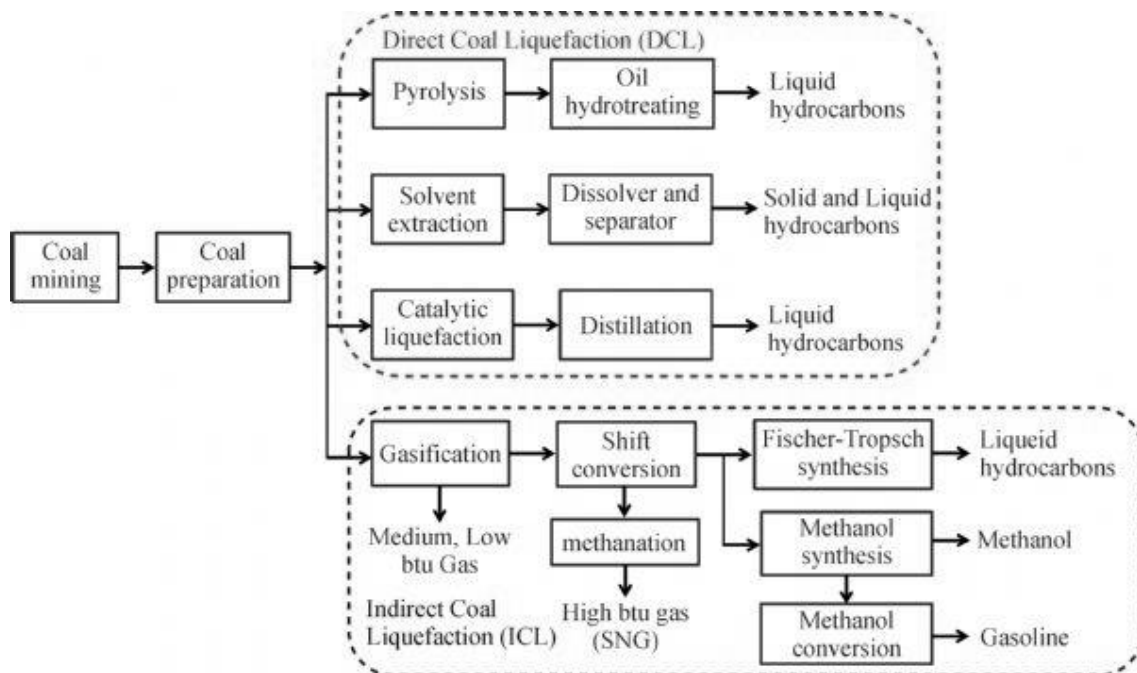 Direct Coal Liquefaction (DCL)
Pyrolysis
Oil
hydrotreating
Liquid
hydrocarbons
Solvent
extraction
Dissolver and
separator
Solid and Liquid
hydrocarbons
Coal
mining
Coal
preparation
Catalytic
liquefaction
Distillation
Liquid
hydrocarbons
Gasification
Shift
conversion
Fischer-Tropsch
synthesis
Liqueid
hydrocarbons
Medium, Low
btu Gas
methanation
Methanol
synthesis
Methanol
Indirect Coal
Liquefaction (ICL)
High btu gas
(SNG)
Methanol
conversion
Gasoline